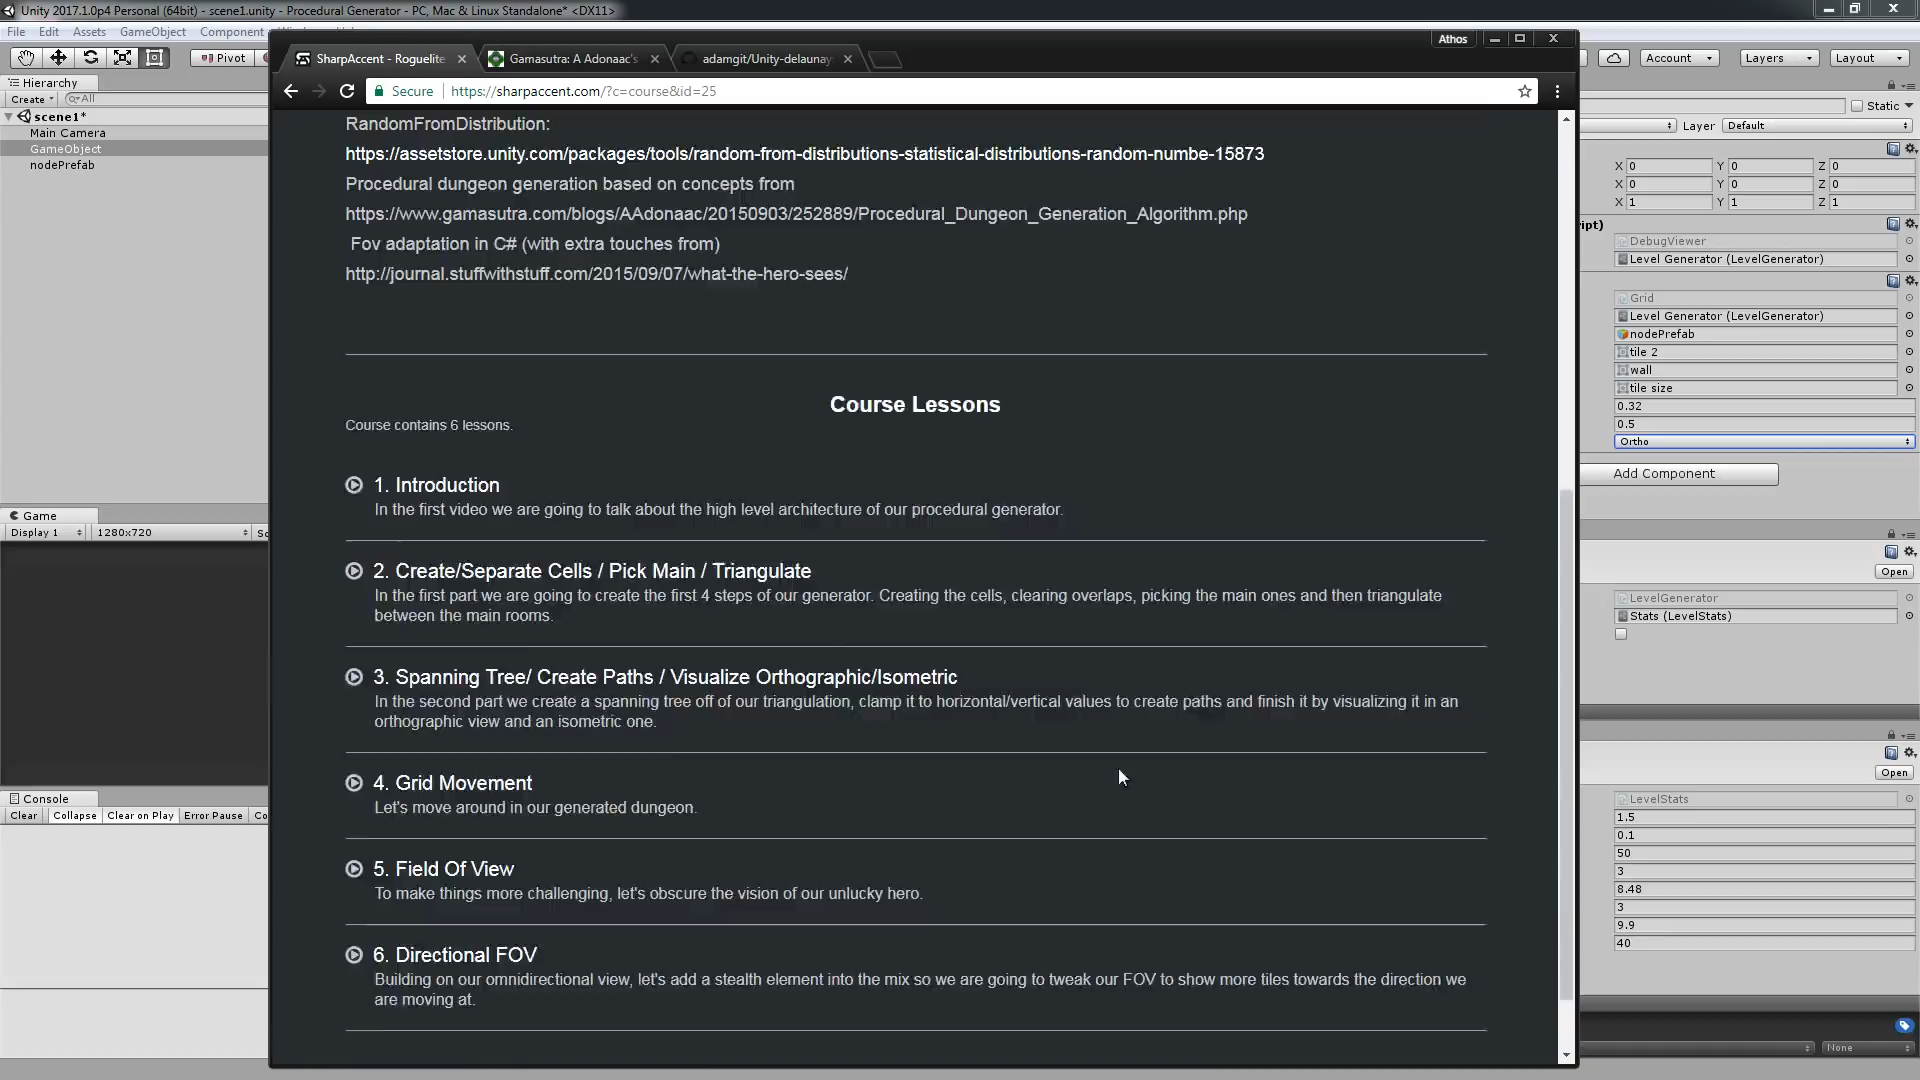 Unity 2017.1.0p4 Personal (64bit) - scene1.unity - Procedural Generator - PC, Mac & Linux Standalone* <DX11>
File Edit Assets GameObject Component
Pivot
Account Layers Layout
Hierarchy
Create All
scene1*
Main Camera
GameObject
nodePrefab
Game
Display 1 1280x720
Console
Clear Collapse Clear on Play Error Pause
Athos
SharpAccent - Roguelite
Gamasutra: A Adonaac's
adamgit/Unity-delaunay
Secure https://sharpaccent.com/?c=course&id=25
RandomFromDistribution:
https://assetstore.unity.com/packages/tools/random-from-distributions-statistical-distributions-random-numbe-15873
Procedural dungeon generation based on concepts from
https://www.gamasutra.com/blogs/AAdonaac/20150903/252889/Procedural_Dungeon_Generation_Algorithm.php
Fov adaptation in C# (with extra touches from)
http://journal.stuffwithstuff.com/2015/09/07/what-the-hero-sees/
Course Lessons
Course contains 6 lessons.
1. Introduction
In the first video we are going to talk about the high level architecture of our procedural generator.
2. Create/Separate Cells / Pick Main / Triangulate
In the first part we are going to create the first 4 steps of our generator. Creating the cells, clearing overlaps, picking the main ones and then triangulate
between the main rooms.
3. Spanning Tree/ Create Paths / Visualize Orthographic/Isometric
In the second part we create a spanning tree off of our triangulation, clamp it to horizontal/vertical values to create paths and finish it by visualizing it in an
orthographic view and an isometric one.
4. Grid Movement
Let's move around in our generated dungeon.
5. Field Of View
To make things more challenging, let's obscure the vision of our unlucky hero.
6. Directional FOV
Building on our omnidirectional view, let's add a stealth element into the mix so we are going to tweak our FOV to show more tiles towards the direction we
are moving at.
Static
Layer Default
X 0 Y 0 Z 0
X 0 Y 0 Z 0
X 1 Y 1 Z 1
ipt)
DebugViewer
Level Generator (LevelGenerator)
Grid
Level Generator (LevelGenerator)
nodePrefab
tile 2
wall
tile size
0.32
0.5
Ortho
Add Component
Open
LevelGenerator
Stats (LevelStats)
Open
LevelStats
1.5
0.1
50
3
8.48
3
9.9
40
None